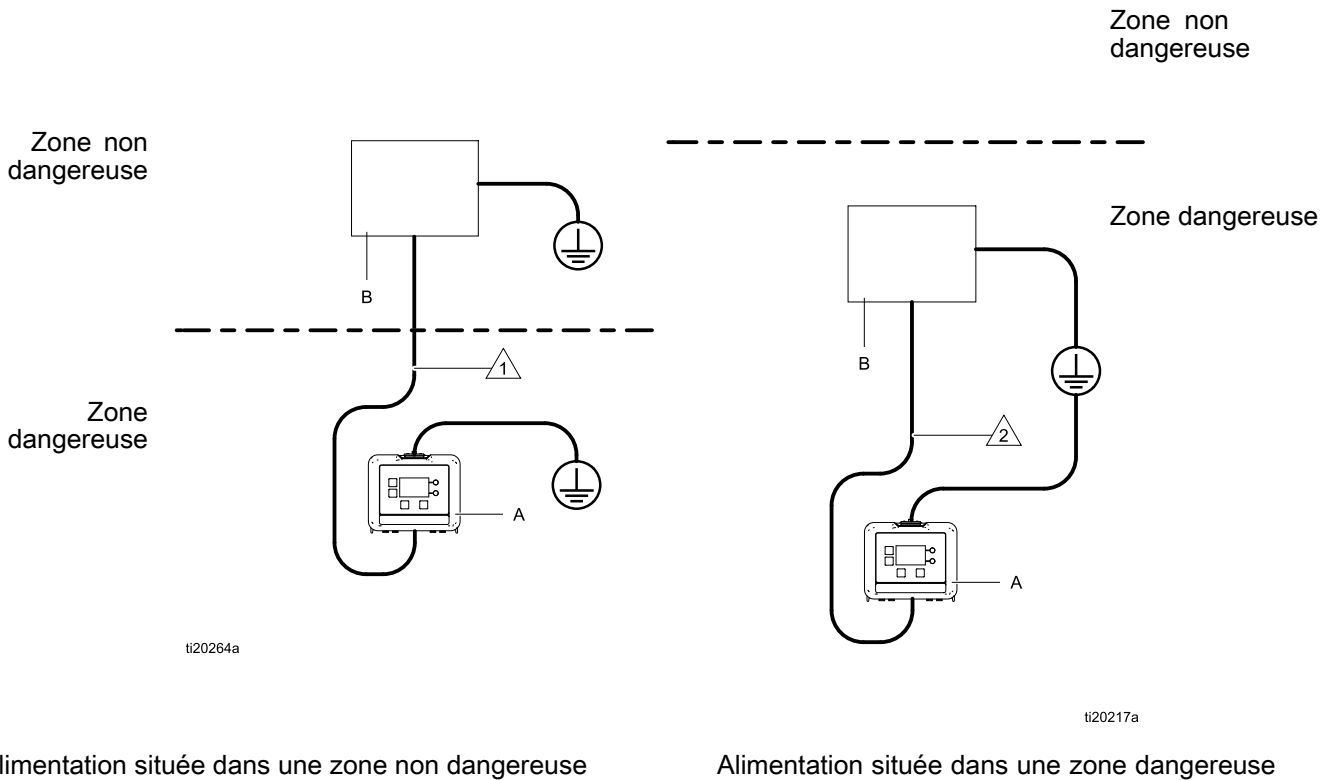 Zone non
dangereuse
Zone non
dangereuse
B
1
Zone
dangereuse
A
ti20264a
limentation située dans une zone non dangereuse
Zone dangereuse
B
2
A
ti20217a
Alimentation située dans une zone dangereuse